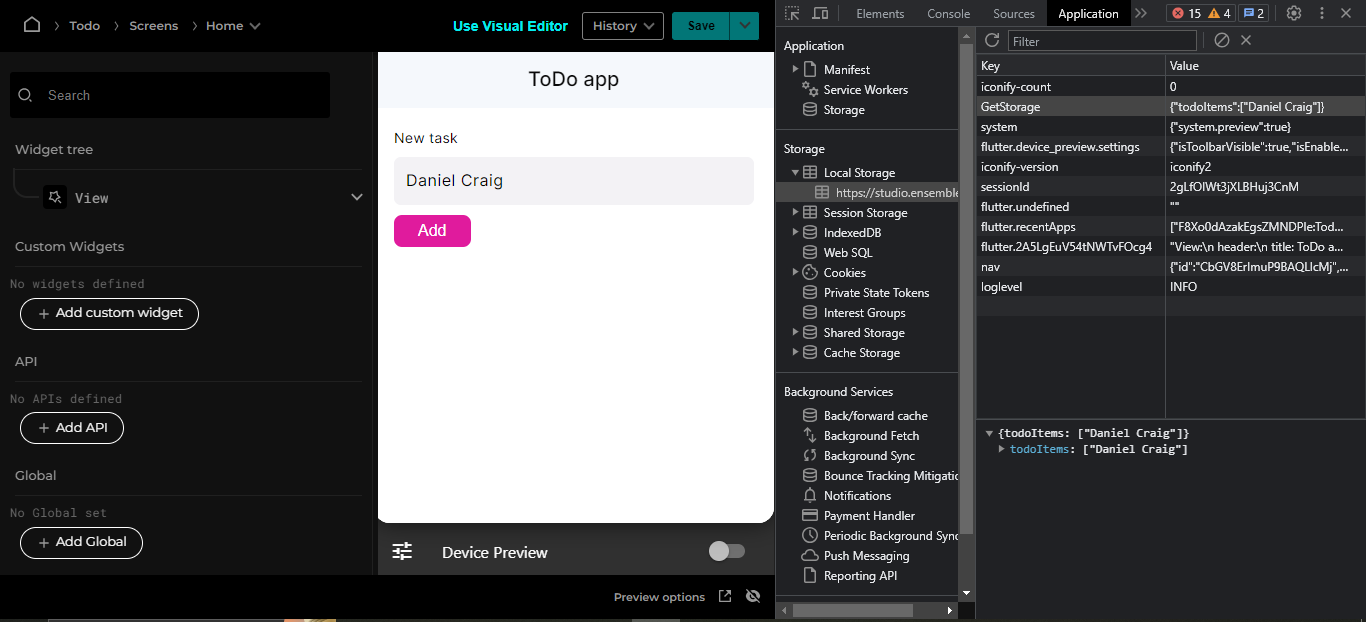 Todo
Screens
Home
Use Visual Editor
History
Save
Search
Widget tree
View
Custom Widgets
No widgets defined
+ Add custom widget
API
No APIs defined
+ Add API
Global
No Global set
+ Add Global
ToDo app
New task
Daniel Craig
Add
Device Preview
Preview options
Elements
Console
Sources
Application
15
4
2
Application
Manifest
Service Workers
Storage
Storage
Local Storage
https://studio.ensemble
Session Storage
IndexedDB
Web SQL
Cookies
Private State Tokens
Interest Groups
Shared Storage
Cache Storage
Background Services
Back/forward cache
Background Fetch
Background Sync
Bounce Tracking Mitigatic
Notifications
Payment Handler
Periodic Background Sync
Push Messaging
Reporting API
Filter
Key Value
iconify-count 0
GetStorage {"todoItems":["Daniel Craig"]}
system {"system.preview":true}
flutter.device_preview.settings {"isToolbarVisible":true,"isEnable...
iconify-version iconify2
sessionId 2gLfOlWt3jXLBHuj3CnM
flutter.undefined ""
flutter.recentApps ["F8Xo0dAzakEgsZMNDPle:Tod...
flutter.2A5LgEuV54tNWTvFOcg4 "View:\n header:\n title: ToDo a...
nav {"id":"CbGV8ErlmuP9BAQLlcMj",...
loglevel INFO
{todoItems: ["Daniel Craig"]}
todoItems: ["Daniel Craig"]